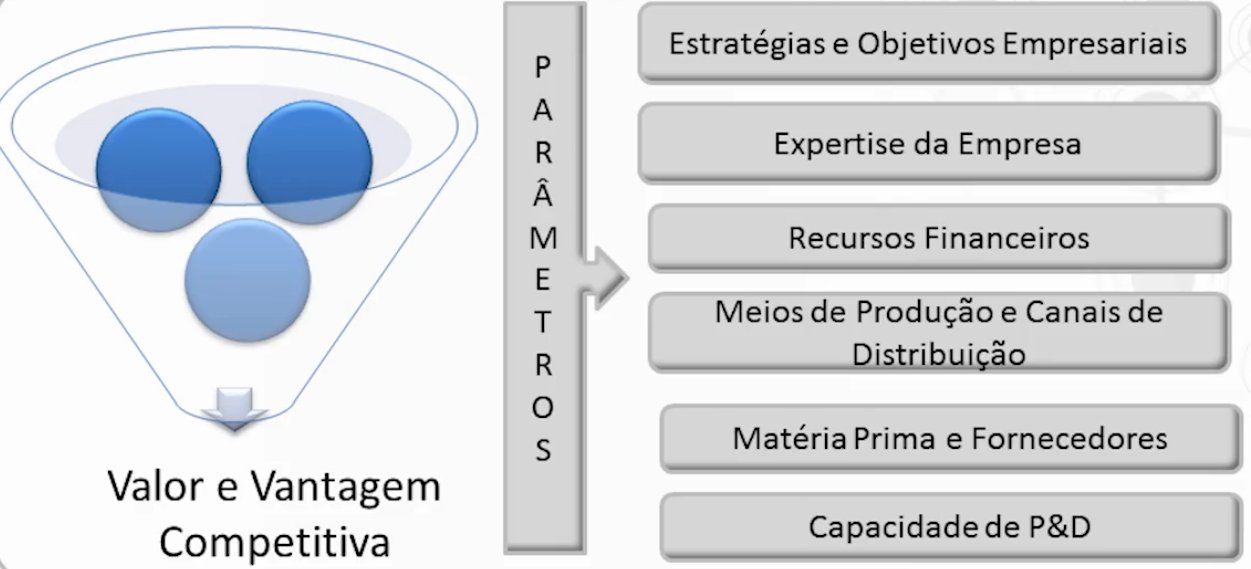 Valor e Vantagem
Competitiva
PARÂMETROS
Estratégias e Objetivos Empresariais
Expertise da Empresa
Recursos Financeiros
Meios de Produção e Canais de
Distribuição
Matéria Prima e Fornecedores
Capacidade de P&D